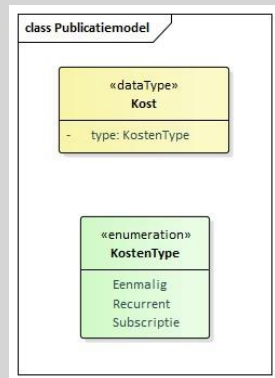 class Publicatiemodel
«dataType»
Kost
- type: KostenType
«enumeration»
KostenType
Eenmalig
Recurrent
Subscriptie